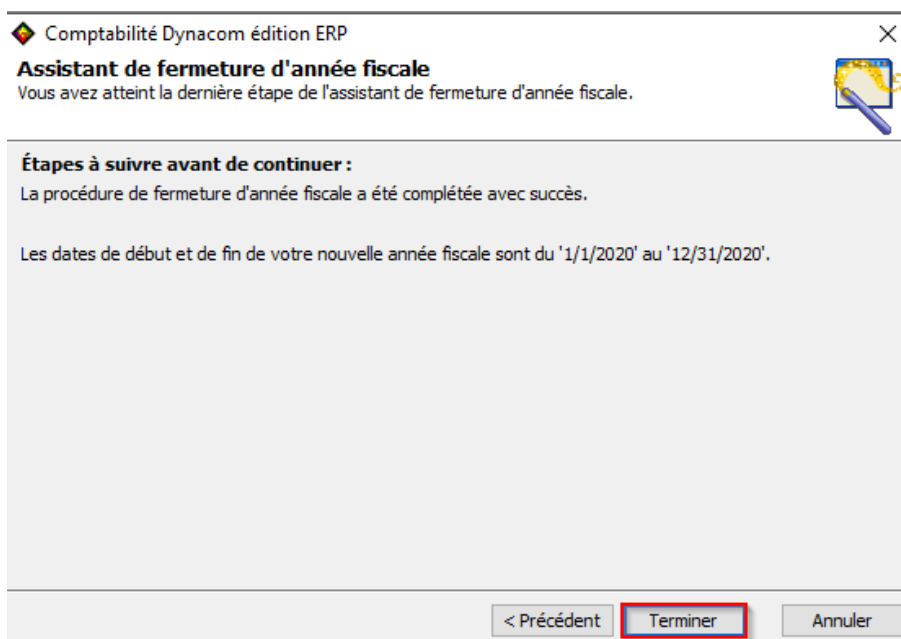 Comptabilité Dynacom édition ERP
Assistant de fermeture d'année fiscale
Vous avez atteint la dernière étape de l'assistant de fermeture d'année fiscale.
Étapes à suivre avant de continuer :
La procédure de fermeture d'année fiscale a été complétée avec succès.
Les dates de début et de fin de votre nouvelle année fiscale sont du '1/1/2020' au '12/31/2020'.
< Précédent Terminer Annuler